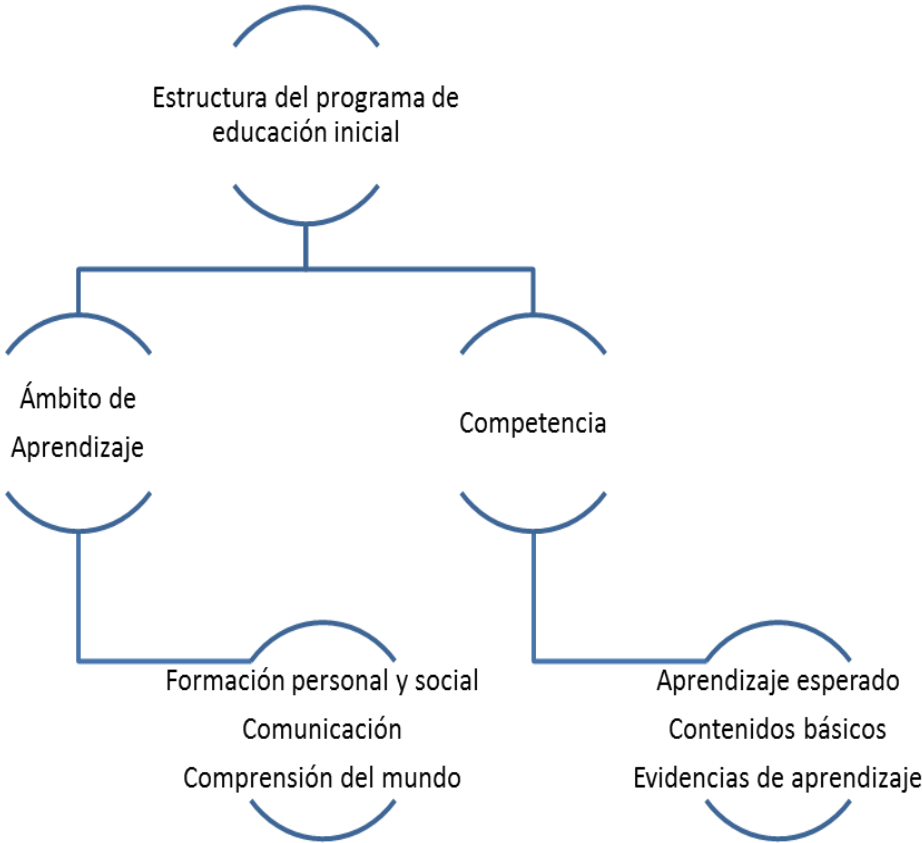 Estructura del programa de
educación inicial
Ámbito de
Aprendizaje
Competencia
Formación personal y social
Comunicación
Comprensión del mundo
Aprendizaje esperado
Contenidos básicos
Evidencias de aprendizaje